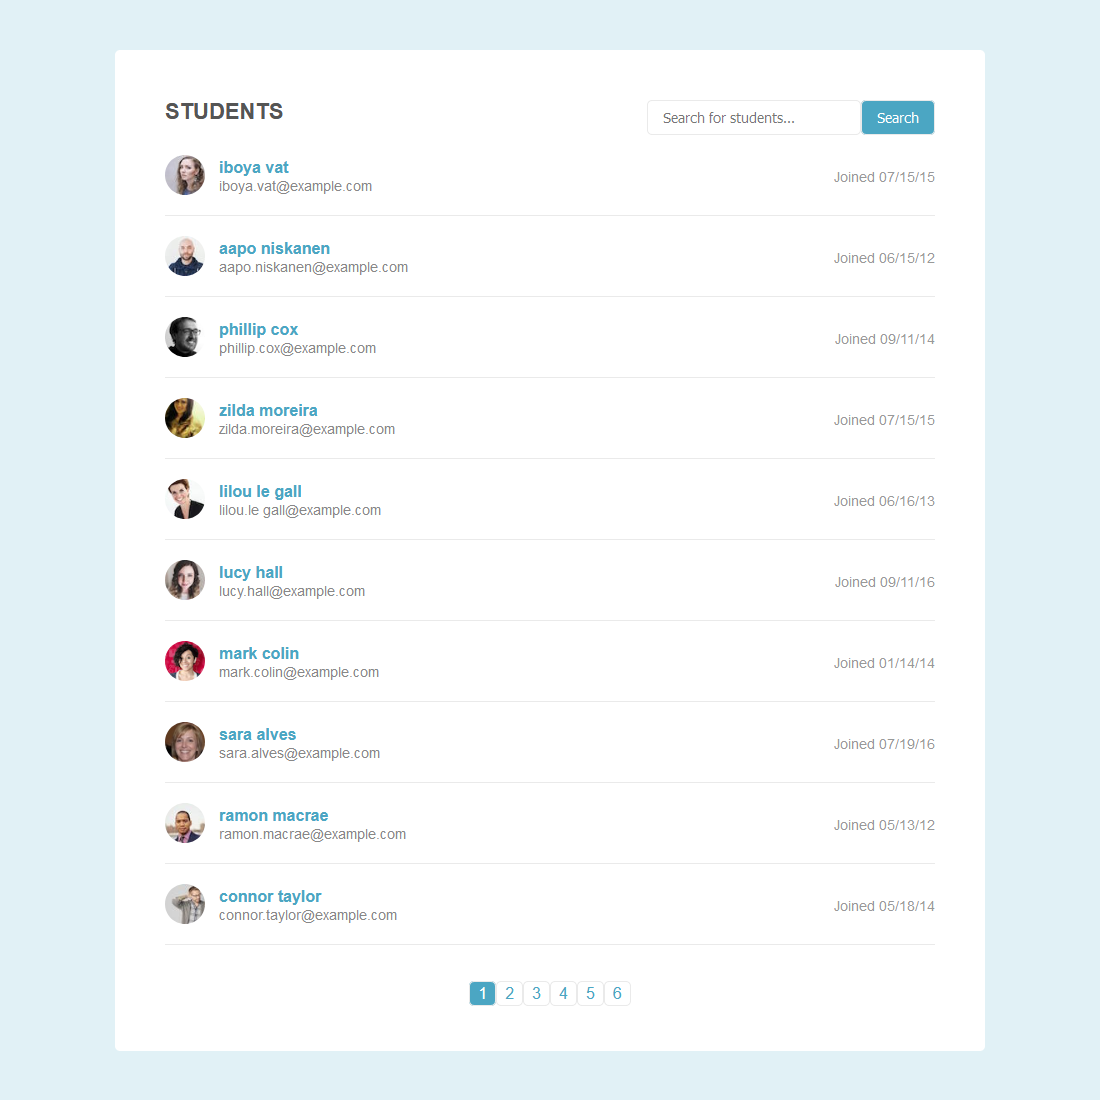 STUDENTS
Search for students...
Search
iboya vat
iboya.vat@example.com
Joined 07/15/15
aapo niskanen
aapo.niskanen@example.com
Joined 06/15/12
phillip cox
phillip.cox@example.com
Joined 09/11/14
zilda moreira
zilda.moreira@example.com
Joined 07/15/15
lilou le gall
lilou.le gall@example.com
Joined 06/16/13
lucy hall
lucy.hall@example.com
Joined 09/11/16
mark colin
mark.colin@example.com
Joined 01/14/14
sara alves
sara.alves@example.com
Joined 07/19/16
ramon macrae
ramon.macrae@example.com
Joined 05/13/12
connor taylor
connor.taylor@example.com
Joined 05/18/14
1 2 3 4 5 6